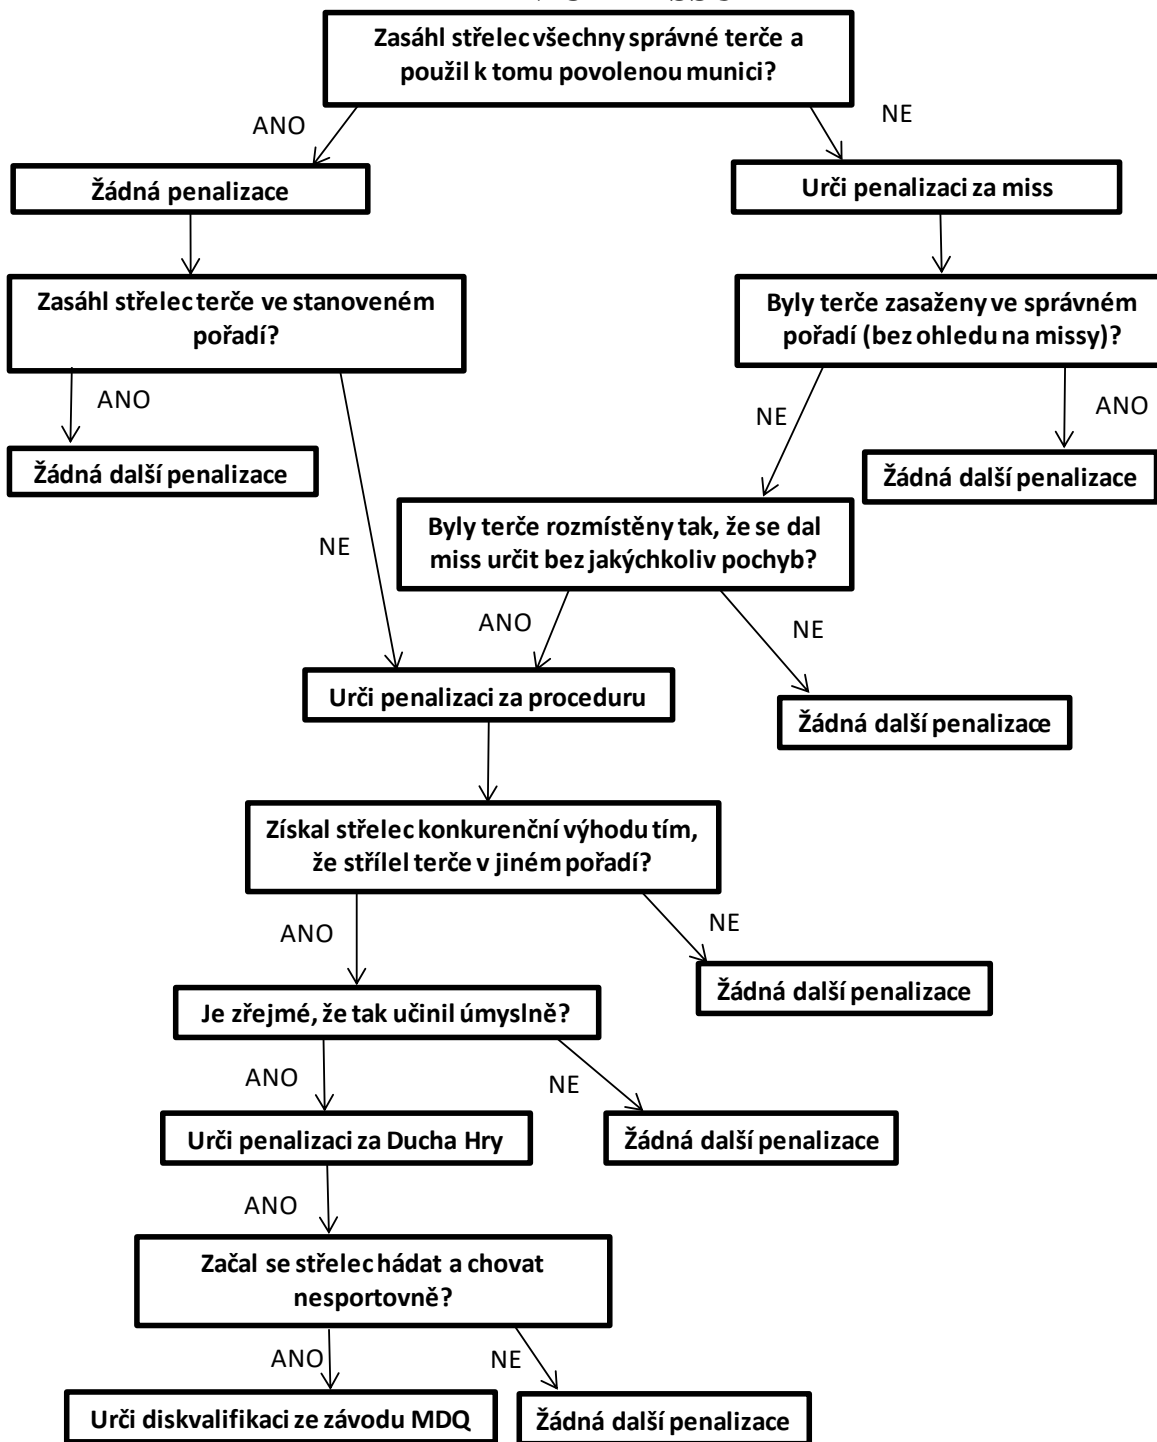 Zasáhl střelec všechny správné terče a
použil k tomu povolenou munici?
ANO
NE
Žádná penalizace
Urči penalizaci za miss
Zasáhl střelec terče ve stanoveném
pořadí?
Byly terče zasaženy ve správném
pořadí (bez ohledu na missy)?
ANO
NE
ANO
Žádná další penalizace
Žádná další penalizace
NE
Byly terče rozmístěny tak, že se dal
miss určit bez jakýchkoliv pochyb?
ANO
NE
Urči penalizaci za proceduru
Žádná další penalizace
Získal střelec konkurenční výhodu tím,
že střílel terče v jiném pořadí?
ANO
NE
Žádná další penalizace
Je zřejmé, že tak učinil úmyslně?
ANO
NE
Urči penalizaci za Ducha Hry
Žádná další penalizace
ANO
Začal se střelec hádat a chovat
nesportovně?
ANO
NE
Urči diskvalifikaci ze závodu MDQ
Žádná další penalizace